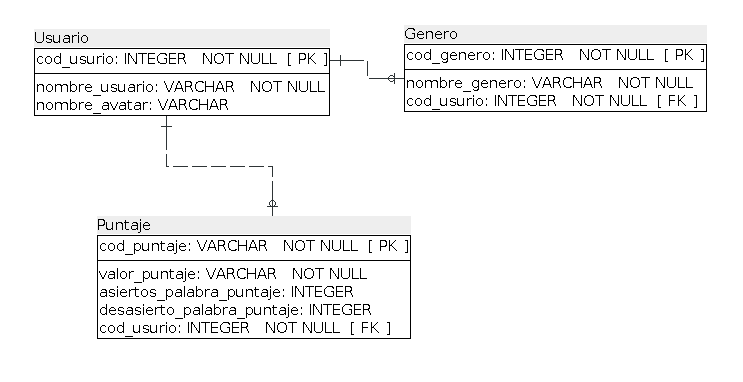 Usuario
cod_usurio: INTEGER NOT NULL [ PK ]
nombre_usuario: VARCHAR NOT NULL
nombre_avatar: VARCHAR
Genero
cod_genero: INTEGER NOT NULL [ PK ]
nombre_genero: VARCHAR NOT NULL
cod_usurio: INTEGER NOT NULL [ FK ]
Puntaje
cod_puntaje: VARCHAR NOT NULL [ PK ]
valor_puntaje: VARCHAR NOT NULL
asiertos_palabra_puntaje: INTEGER
desasierto_palabra_puntaje: INTEGER
cod_usurio: INTEGER NOT NULL [ FK ]